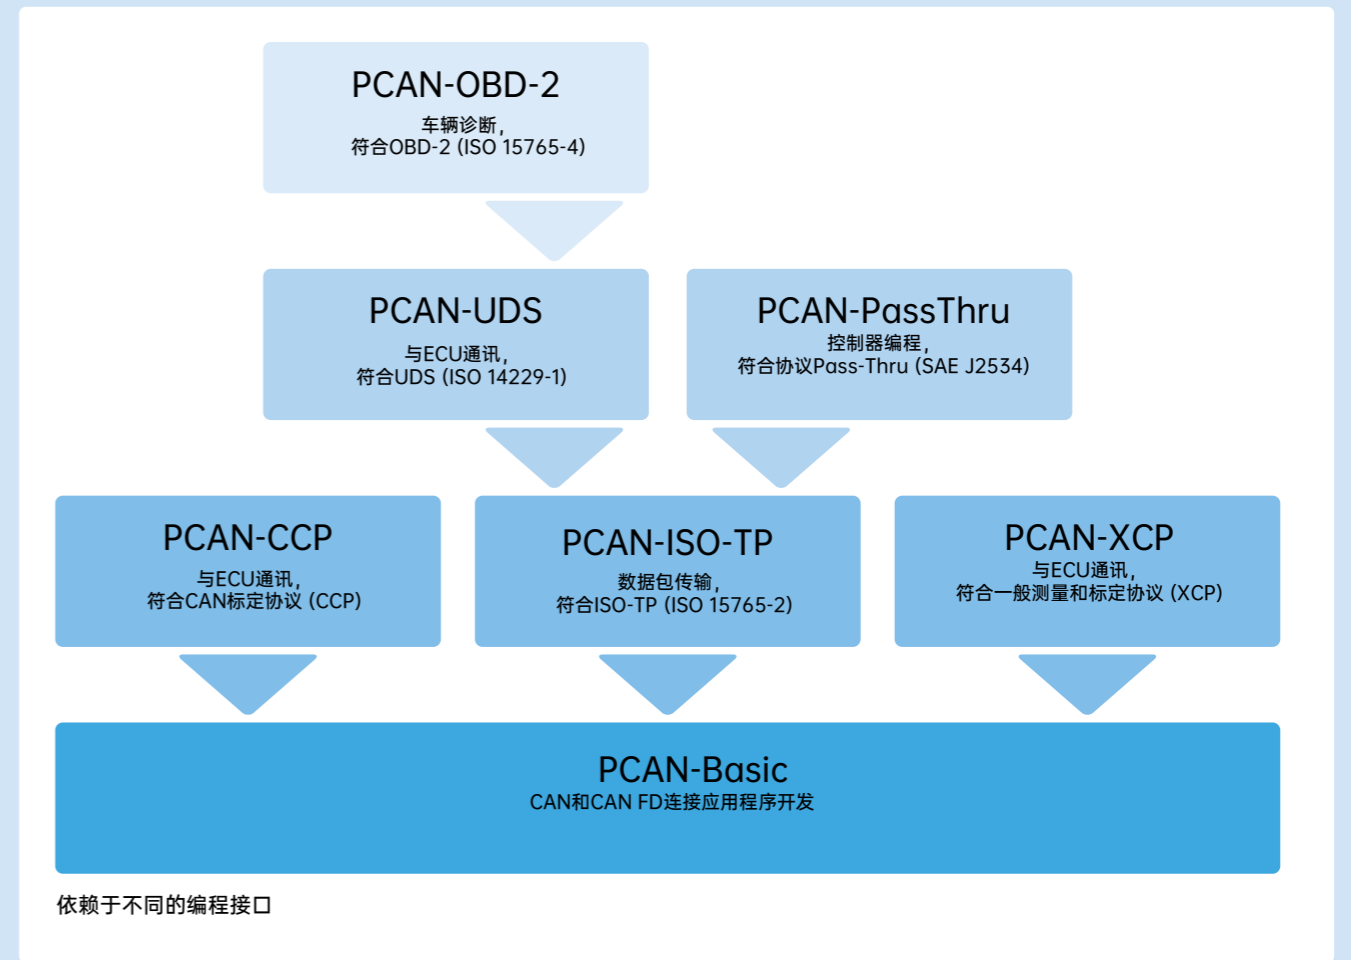 PCAN-OBD-2
车辆诊断，
符合OBD-2 (ISO 15765-4)
PCAN-UDS
与ECU通讯，
符合UDS (ISO 14229-1)
PCAN-PassThru
控制器编程，
符合协议Pass-Thru (SAE J2534)
PCAN-CCP
与ECU通讯，
符合CAN标定协议 (CCP)
PCAN-ISO-TP
数据包传输，
符合ISO-TP (ISO 15765-2)
PCAN-XCP
与ECU通讯，
符合一般测量和标定协议 (XCP)
PCAN-Basic
CAN和CAN FD连接应用程序开发
依赖于不同的编程接口